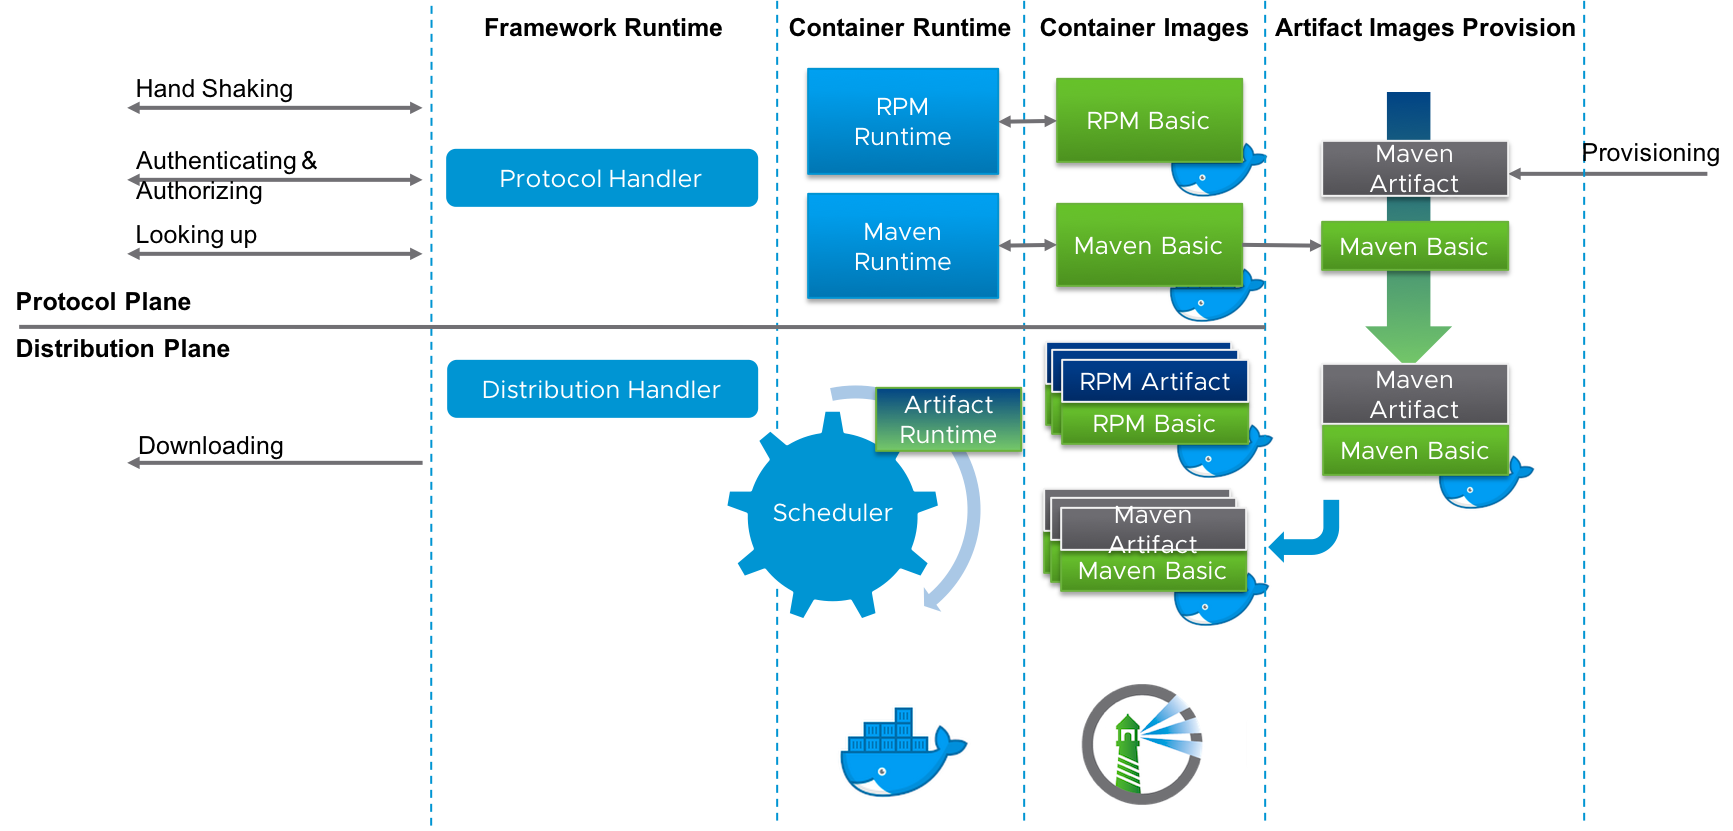 Framework Runtime
Container Runtime
Container Images
Artifact Images Provision
Hand Shaking
Authenticating &
Authorizing
Looking up
Protocol Handler
RPM
Runtime
RPM Basic
Maven
Artifact
Provisioning
Maven
Runtime
Maven Basic
Maven Basic
Protocol Plane
Distribution Plane
Distribution Handler
Downloading
Artifact
Runtime
Scheduler
RPM Artifact
RPM Basic
Maven
Artifact
Maven Basic
Maven
Artifact
Maven Basic